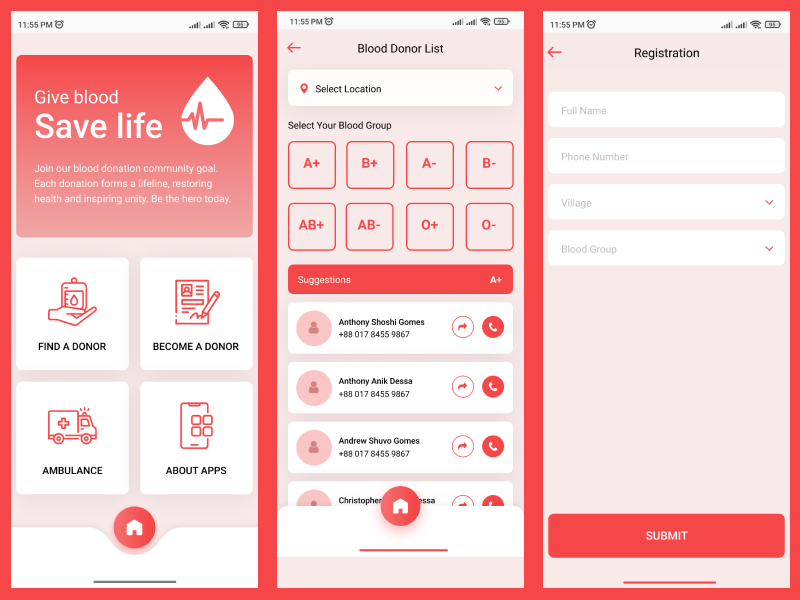 11:55 PM
95
Give blood
Save life
Join our blood donation community goal.
Each donation forms a lifeline, restoring
health and inspiring unity. Be the hero today.
FIND A DONOR
BECOME A DONOR
AMBULANCE
ABOUT APPS
11:55 PM
95
Blood Donor List
Select Location
Select Your Blood Group
A+
B+
A-
B-
AB+
AB-
O+
O-
Suggestions
A+
Anthony Shoshi Gomes
+88 017 8455 9867
Anthony Anik Dessa
+88 017 8455 9867
Andrew Shuvo Gomes
+88 017 8455 9867
Christopher
essa
11:55 PM
95
Registration
Full Name
Phone Number
Village
Blood Group
SUBMIT